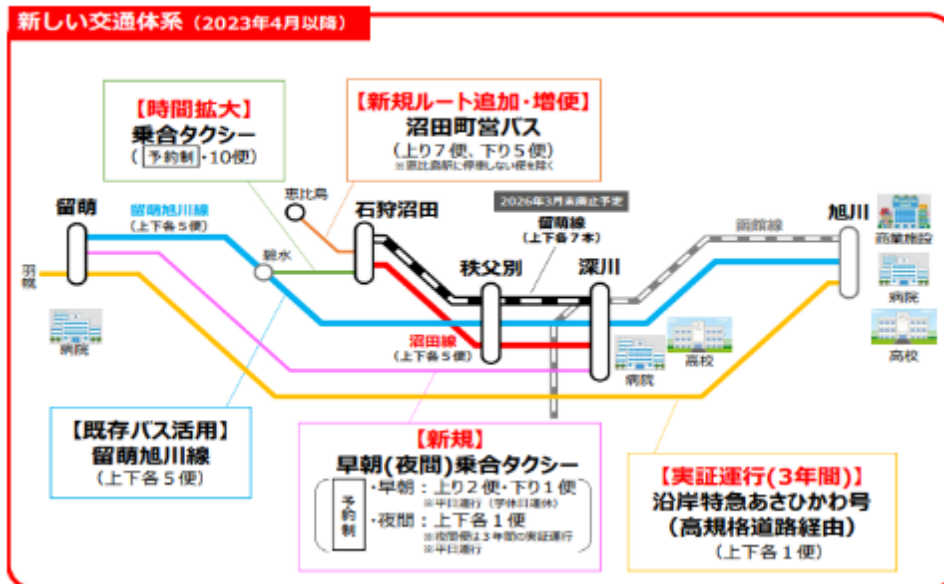 新しい交通体系（2023年4月以降）
【時間拡大】
乗合タクシー
（予約制・10便）
【新規ルート追加・増便】
沼田町営バス
（上り7便、下り5便）
※恵比島駅に停車しない便を除く
恵比島
2026年3月末廃止予定
留萌
留萌旭川線
（上下各5便）
石狩沼田
留萌線
（上下各7本）
函館線
旭川
商業施設
碧水
秩父別
深川
羽幌
病院
病院
沼田線
（上下各5便）
高校
病院
高校
【既存バス活用】
留萌旭川線
（上下各5便）
【新規】
早朝(夜間)乗合タクシー
予約制
・早朝：上り2便・下り1便
※平日運行（学休日運休）
・夜間：上下各1便
※夜間便は3年間の実証運行
※平日運行
【実証運行(3年間)】
沿岸特急あさひかわ号
（高規格道路経由）
（上下各1便）